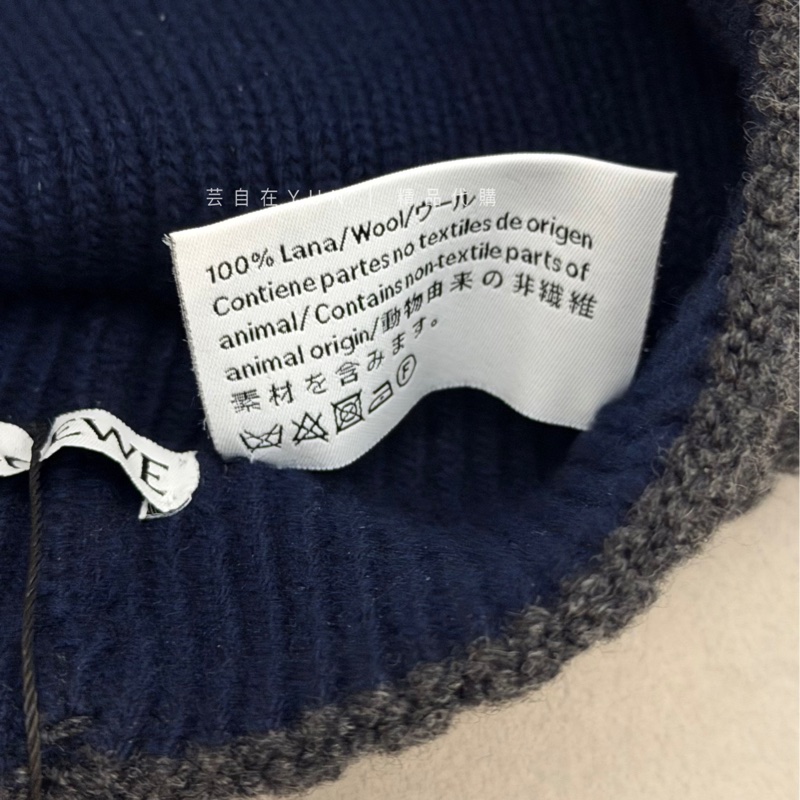 芸自在YUNZI 精品代購
100% Lana/Wool/ウール
Contiene partes no textiles de origen
animal/Contains non-textile parts of
animal origin/動物由来の非繊維
素材を含みます。
F
EWE